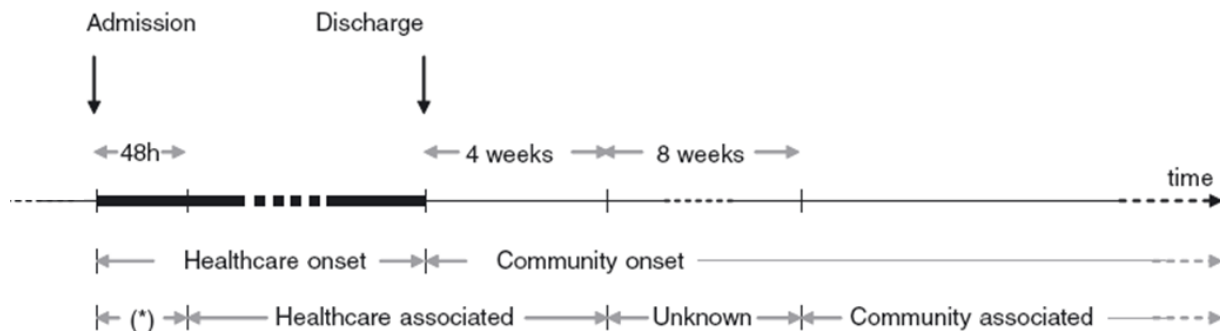 Admission Discharge
48h 4 weeks 8 weeks
time
Healthcare onset Community onset
(*) Healthcare associated Unknown Community associated